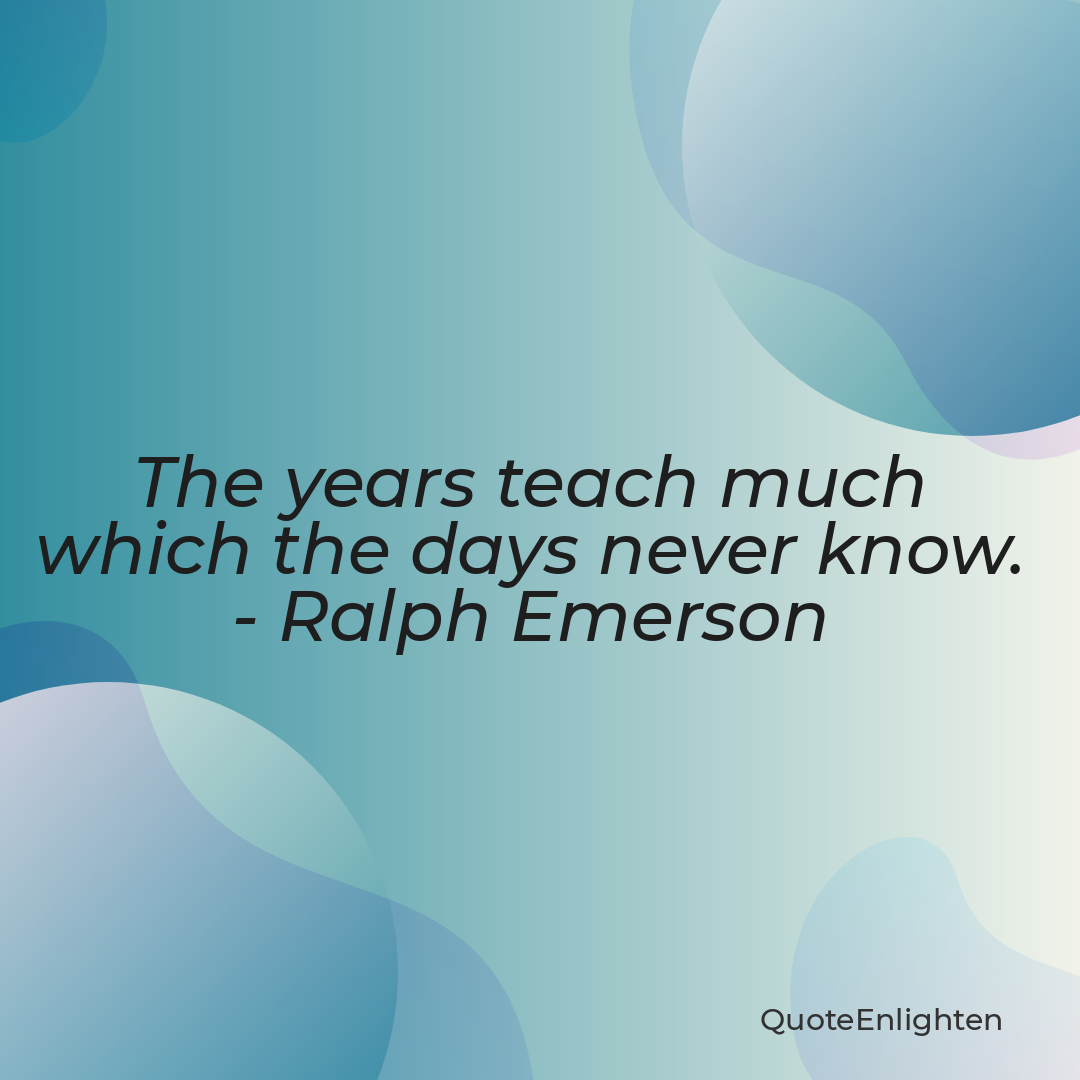 The years teach much
which the days never know.
- Ralph Emerson
QuoteEnlighten